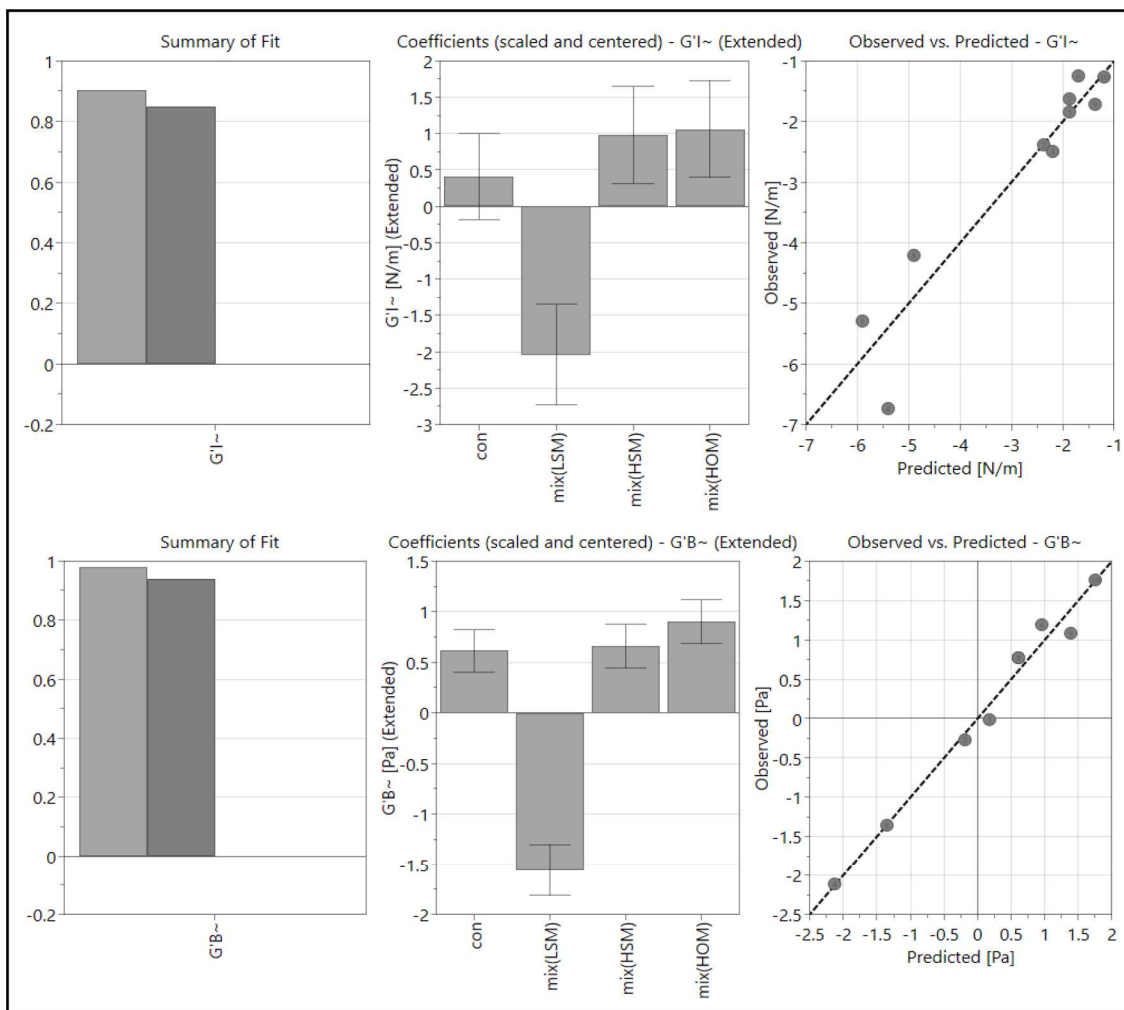 Summary of Fit
1
0.8
0.6
0.4
0.2
0
-0.2
G'I~
Coefficients (scaled and centered) - G'I~ (Extended)
G'I~ [N/m] (Extended)
2
1.5
1
0.5
0
-0.5
-1
-1.5
-2
-2.5
-3
con
mix(LSM)
mix(HSM)
mix(HOM)
Observed vs. Predicted - G'I~
Observed [N/m]
-1
-2
-3
-4
-5
-6
-7
-7 -6 -5 -4 -3 -2 -1
Predicted [N/m]
Summary of Fit
1
0.8
0.6
0.4
0.2
0
-0.2
G'B~
Coefficients (scaled and centered) - G'B~ (Extended)
G'B~ [Pa] (Extended)
1.5
1
0.5
0
-0.5
-1
-1.5
-2
con
mix(LSM)
mix(HSM)
mix(HOM)
Observed vs. Predicted - G'B~
Observed [Pa]
2
1.5
1
0.5
0
-0.5
-1
-1.5
-2
-2.5
-2.5 -2 -1.5 -1 -0.5 0 0.5 1 1.5 2
Predicted [Pa]